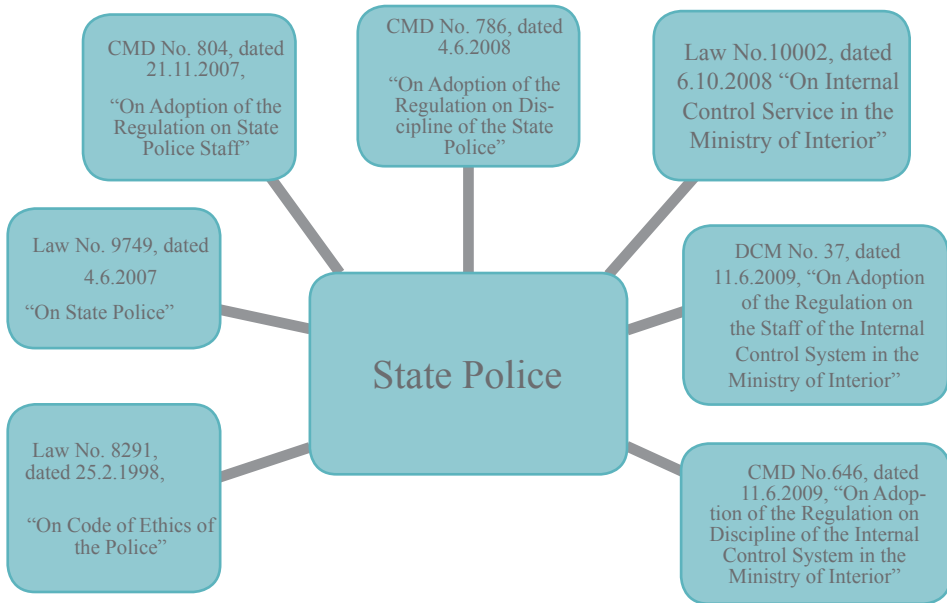 CMD No. 804, dated
21.11.2007,
“On Adoption of the
Regulation on State
Police Staff”
CMD No. 786, dated
4.6.2008
“On Adoption of the
Regulation on Dis-
cipline of the State
Police”
Law No.10002, dated
6.10.2008 “On Internal
Control Service in the
Ministry of Interior”
Law No. 9749, dated
4.6.2007
“On State Police”
DCM No. 37, dated
11.6.2009, “On Adoption
of the Regulation on
the Staff of the Internal
Control System in the
Ministry of Interior”
State Police
Law No. 8291,
dated 25.2.1998,
“On Code of Ethics of
the Police”
CMD No.646, dated
11.6.2009, “On Adop-
tion of the Regulation on
Discipline of the Internal
Control System in the
Ministry of Interior”